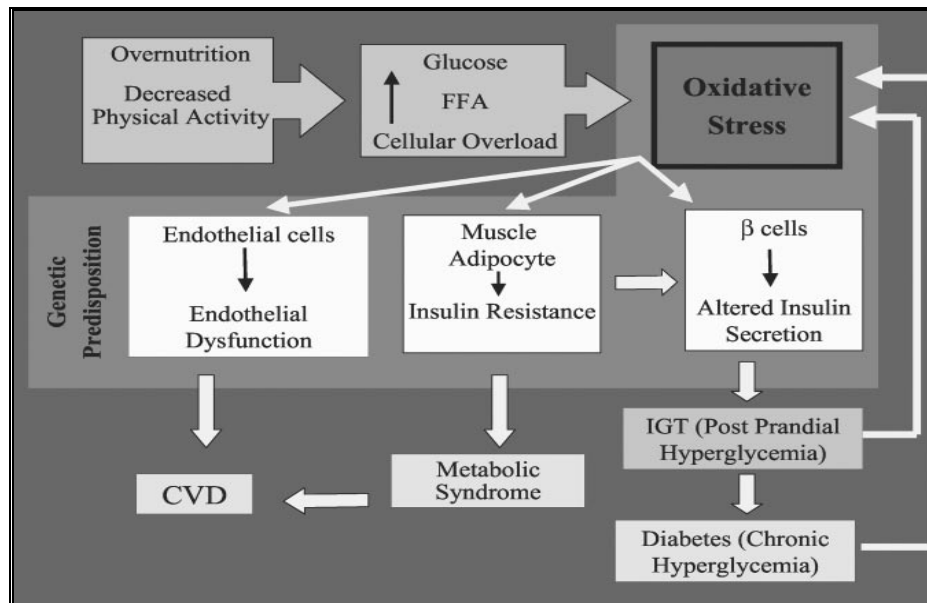 Overnutrition
Decreased
Physical Activity
Glucose
FFA
Cellular Overload
Oxidative
Stress
Genetic
Predisposition
Endothelial cells
Endothelial
Dysfunction
Muscle
Adipocyte
Insulin Resistance
β cells
Altered Insulin
Secretion
IGT (Post Prandial
Hyperglycemia)
CVD
Metabolic
Syndrome
Diabetes (Chronic
Hyperglycemia)